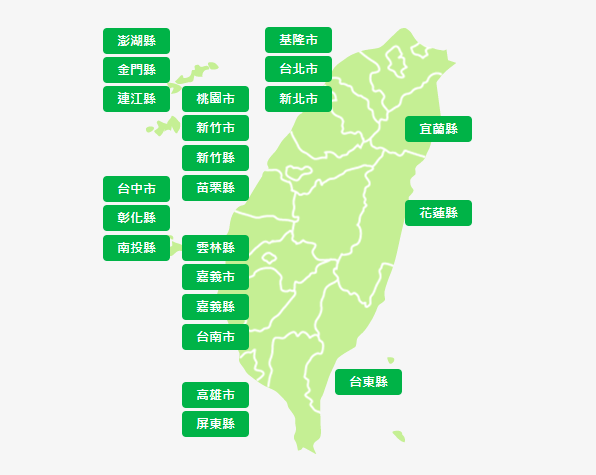 澎湖縣
金門縣
連江縣
基隆市
台北市
新北市
桃園市
新竹市
新竹縣
苗栗縣
宜蘭縣
台中市
彰化縣
南投縣
花蓮縣
雲林縣
嘉義市
嘉義縣
台南市
台東縣
高雄市
屏東縣